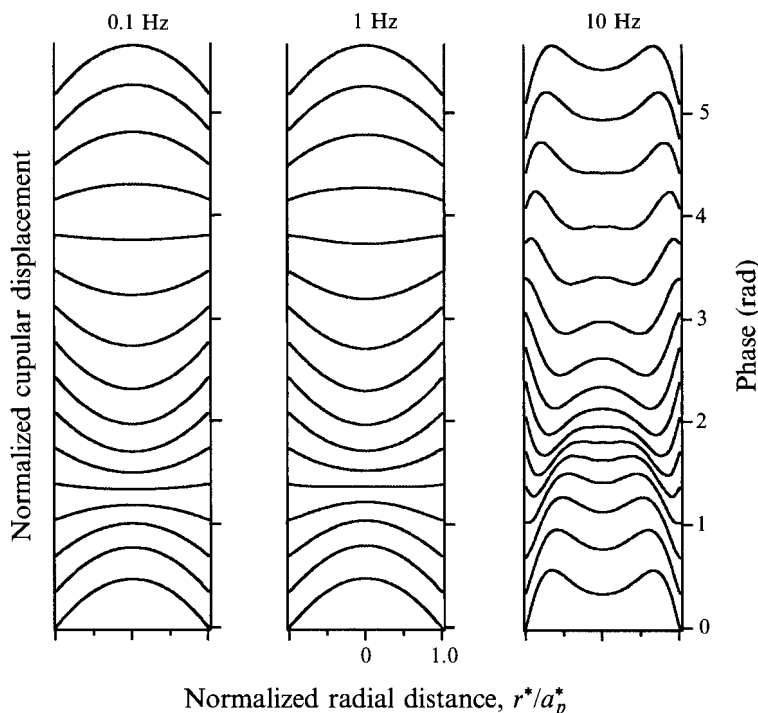 0.1 Hz
1 Hz
10 Hz
Normalized cupular displacement
5
4
3
2
1
0
Phase (rad)
0
1.0
Normalized radial distance, r*/a*p